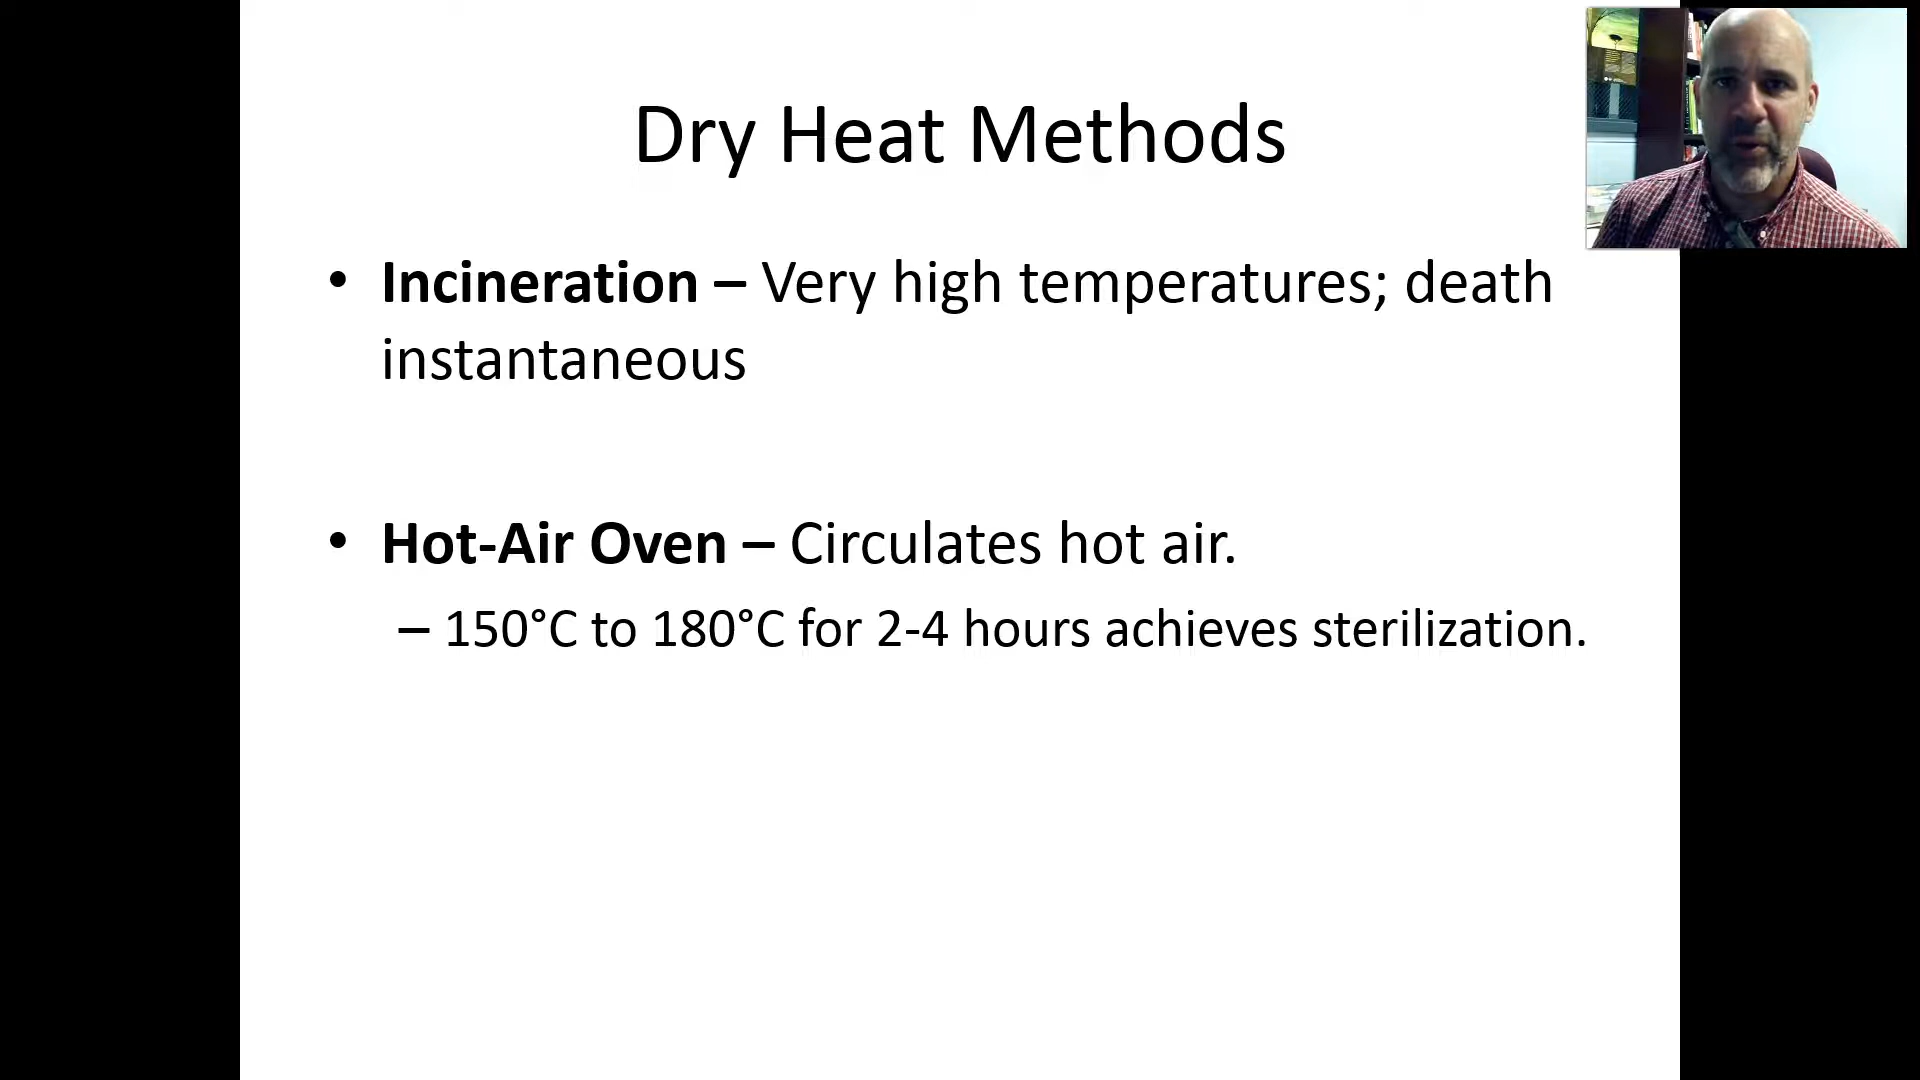 Dry Heat Methods
• Incineration – Very high temperatures; death
instantaneous
• Hot-Air Oven – Circulates hot air.
– 150°C to 180°C for 2-4 hours achieves sterilization.